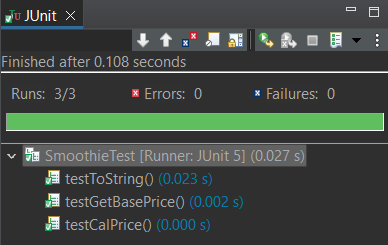 JUnit
Finished after 0.108 seconds
Runs: 3/3 Errors: 0 Failures: 0
SmoothieTest [Runner: JUnit 5] (0.027 s)
testToString() (0.023 s)
testGetBasePrice() (0.002 s)
testCalPrice() (0.000 s)